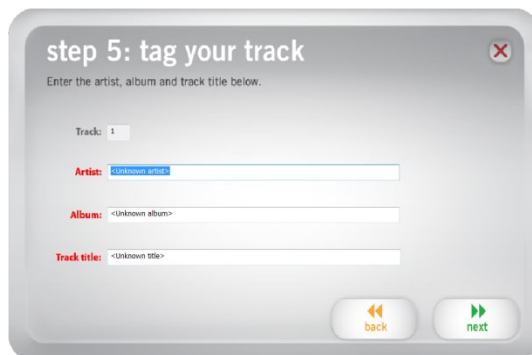 step 5: tag your track
Enter the artist, album and track title below.
Track: 1
Artist: <Unknown artist>
Album: <Unknown album>
Track title: <Unknown title>
back
next